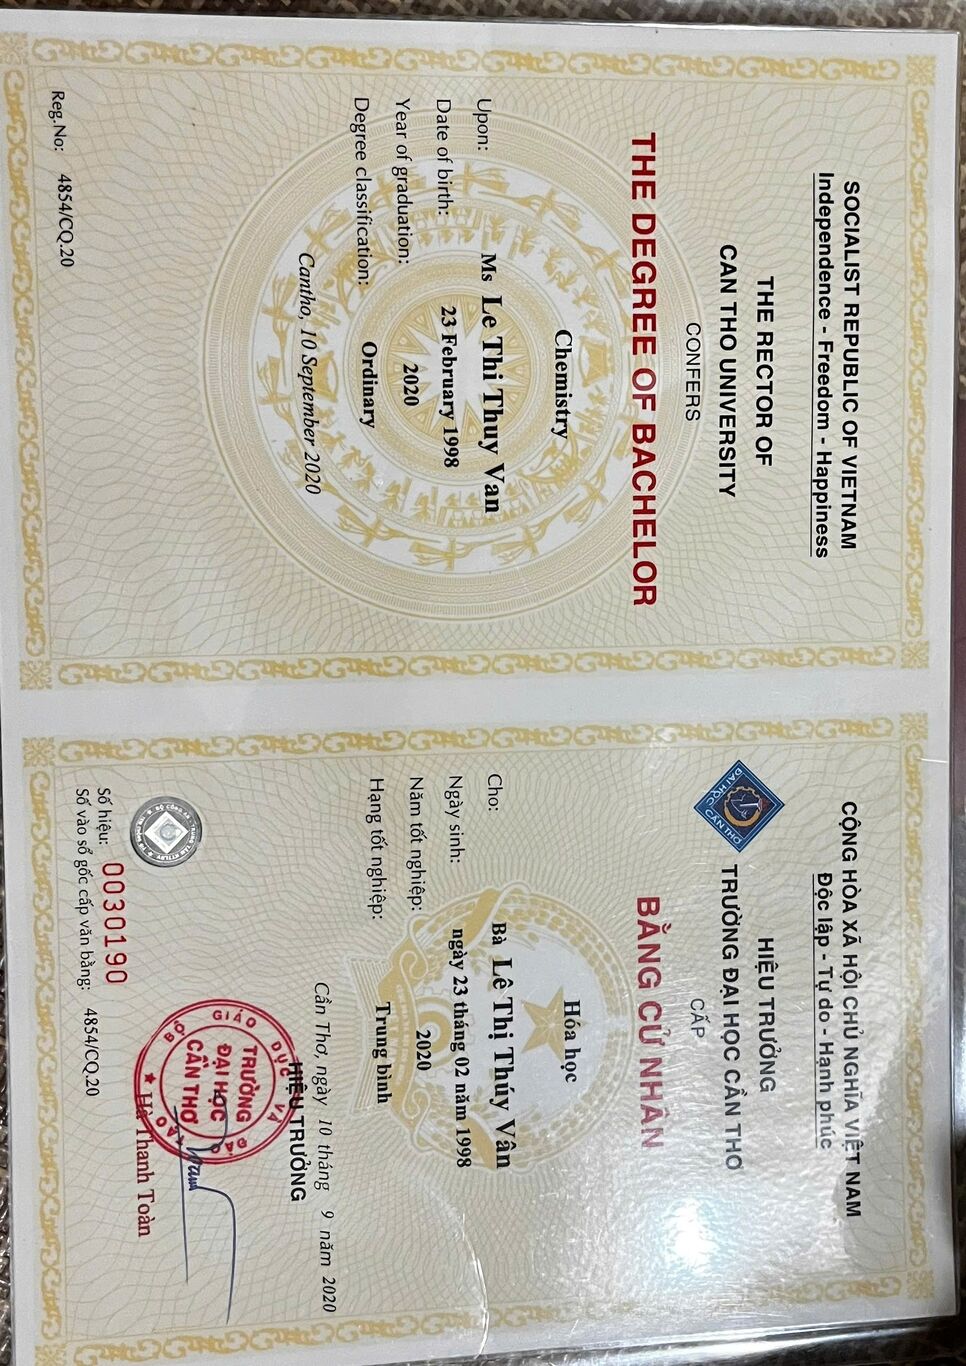 SOCIALIST REPUBLIC OF VIETNAM
Independence - Freedom - Happiness
THE RECTOR OF
CAN THO UNIVERSITY
CONFERS
THE DEGREE OF BACHELOR
Chemistry
Upon: Ms Le Thi Thuy Van
Date of birth: 23 February 1998
Year of graduation: 2020
Degree classification: Ordinary
Cantho, 10 September 2020
Reg.No: 4854/CQ.20
CỘNG HÒA XÃ HỘI CHỦ NGHĨA VIỆT NAM
Độc lập - Tự do - Hạnh phúc
ĐẠI HỌC
CẦN THƠ
HIỆU TRƯỞNG
TRƯỜNG ĐẠI HỌC CẦN THƠ
CẤP
BẰNG CỬ NHÂN
Hóa học
Cho: Bà Lê Thị Thúy Vân
Ngày sinh: ngày 23 tháng 02 năm 1998
Năm tốt nghiệp: 2020
Hạng tốt nghiệp: Trung bình
Cần Thơ, ngày 10 tháng 9 năm 2020
HIỆU TRƯỞNG
BỘ GIÁO DỤC VÀ ĐÀO TẠO
TRƯỜNG
ĐẠI HỌC
CẦN THƠ
Hà Thanh Toàn
Số hiệu: 0030190
Số vào sổ gốc cấp văn bằng: 4854/CQ.20